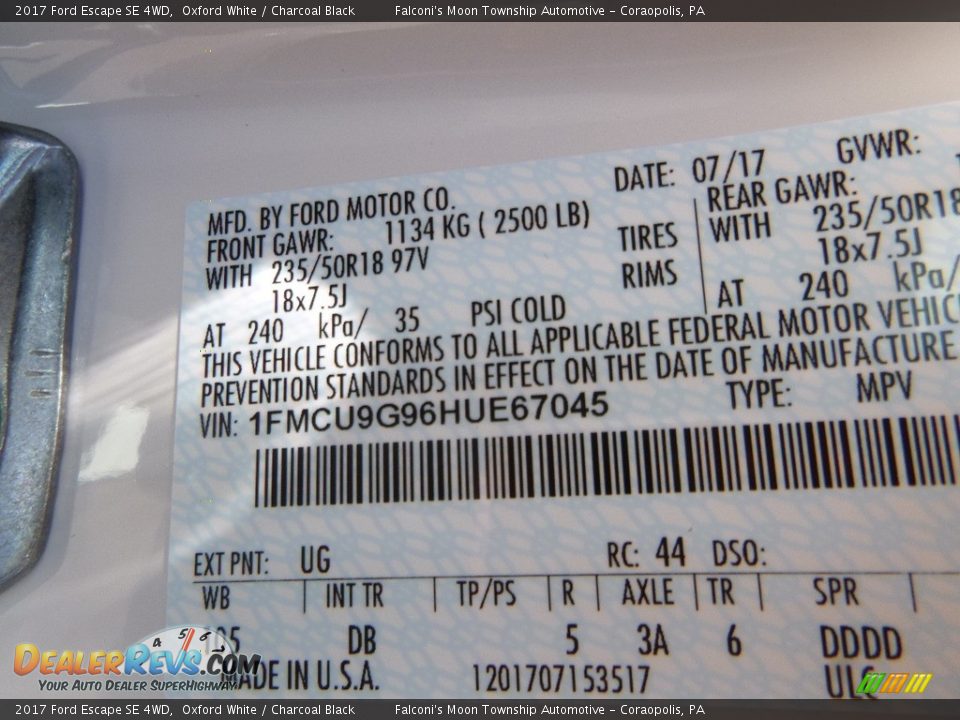 2017 Ford Escape SE 4WD, Oxford White / Charcoal Black Falconi's Moon Township Automotive - Coraopolis, PA
MFD. BY FORD MOTOR CO. DATE: 07/17 GVWR:
FRONT GAWR: 1134 KG ( 2500 LB) REAR GAWR:
WITH 235/50R18 97V TIRES WITH 235/50R18
18x7.5J RIMS 18x7.5J
AT 240 kPa/ 35 PSI COLD AT 240 kPa/
THIS VEHICLE CONFORMS TO ALL APPLICABLE FEDERAL MOTOR
PREVENTION STANDARDS IN EFFECT ON THE DATE OF MANUFACTURE
VIN: 1FMCU9G96HUE67045 TYPE: MPV
EXT PNT: UG RC: 44 DSO:
WB INT TR TP/PS R AXLE TR SPR
DB 5 3A 6 DDDD
MADE IN U.S.A. 1201707153517
DEALERREVS.COM
YOUR AUTO DEALER SUPERHIGHWAY
2017 Ford Escape SE 4WD, Oxford White / Charcoal Black Falconi's Moon Township Automotive - Coraopolis, PA